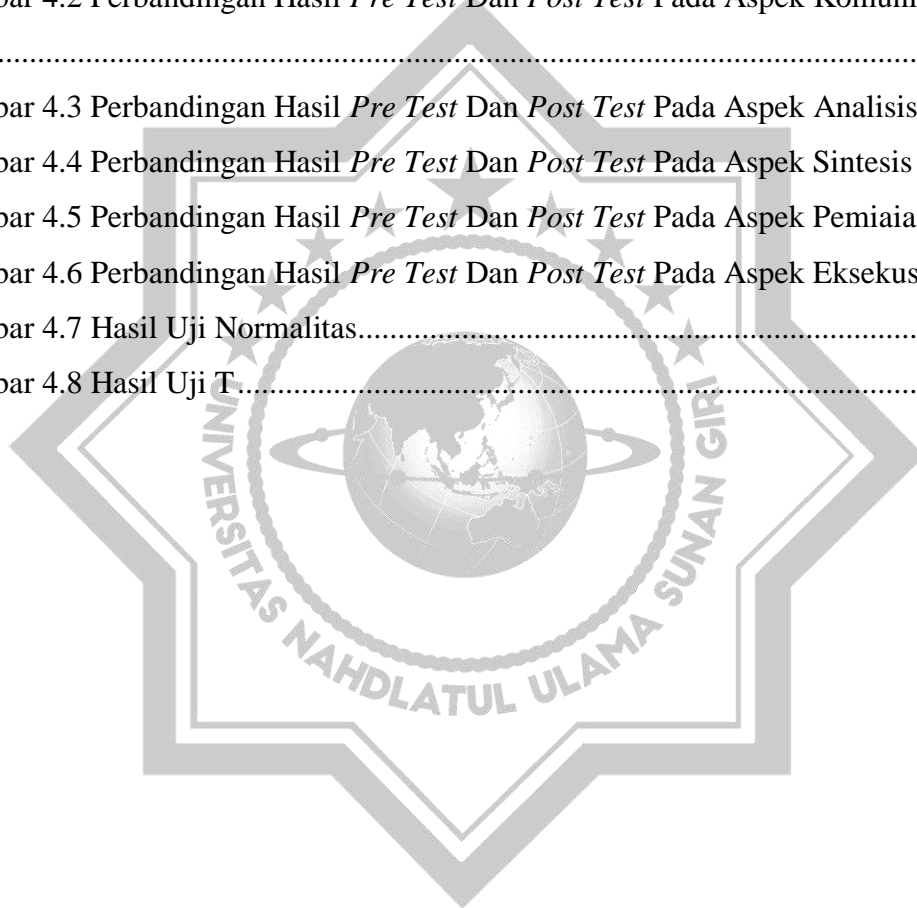 bar 4.2 Perbandingan Hasil Pre Test Dan Post Test Pada Aspek Komuni
................................................................................
bar 4.3 Perbandingan Hasil Pre Test Dan Post Test Pada Aspek Analisis
bar 4.4 Perbandingan Hasil Pre Test Dan Post Test Pada Aspek Sintesis
bar 4.5 Perbandingan Hasil Pre Test Dan Post Test Pada Aspek Pemiaia
bar 4.6 Perbandingan Hasil Pre Test Dan Post Test Pada Aspek Eksekus
bar 4.7 Hasil Uji Normalitas................................................
bar 4.8 Hasil Uji T............................................................
UNIVERSITAS NAHDLATUL ULAMA SUNAN GIRI